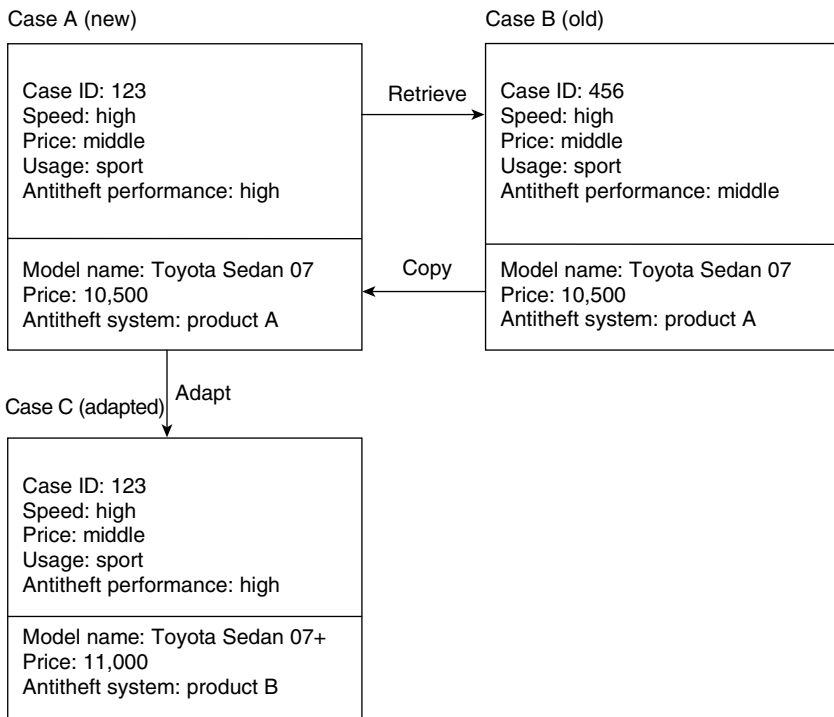 Case A (new)
Case ID: 123
Speed: high
Price: middle
Usage: sport
Antitheft performance: high
Model name: Toyota Sedan 07
Price: 10,500
Antitheft system: product A
Retrieve
Copy
Case B (old)
Case ID: 456
Speed: high
Price: middle
Usage: sport
Antitheft performance: middle
Model name: Toyota Sedan 07
Price: 10,500
Antitheft system: product A
Adapt
Case C (adapted)
Case ID: 123
Speed: high
Price: middle
Usage: sport
Antitheft performance: high
Model name: Toyota Sedan 07+
Price: 11,000
Antitheft system: product B